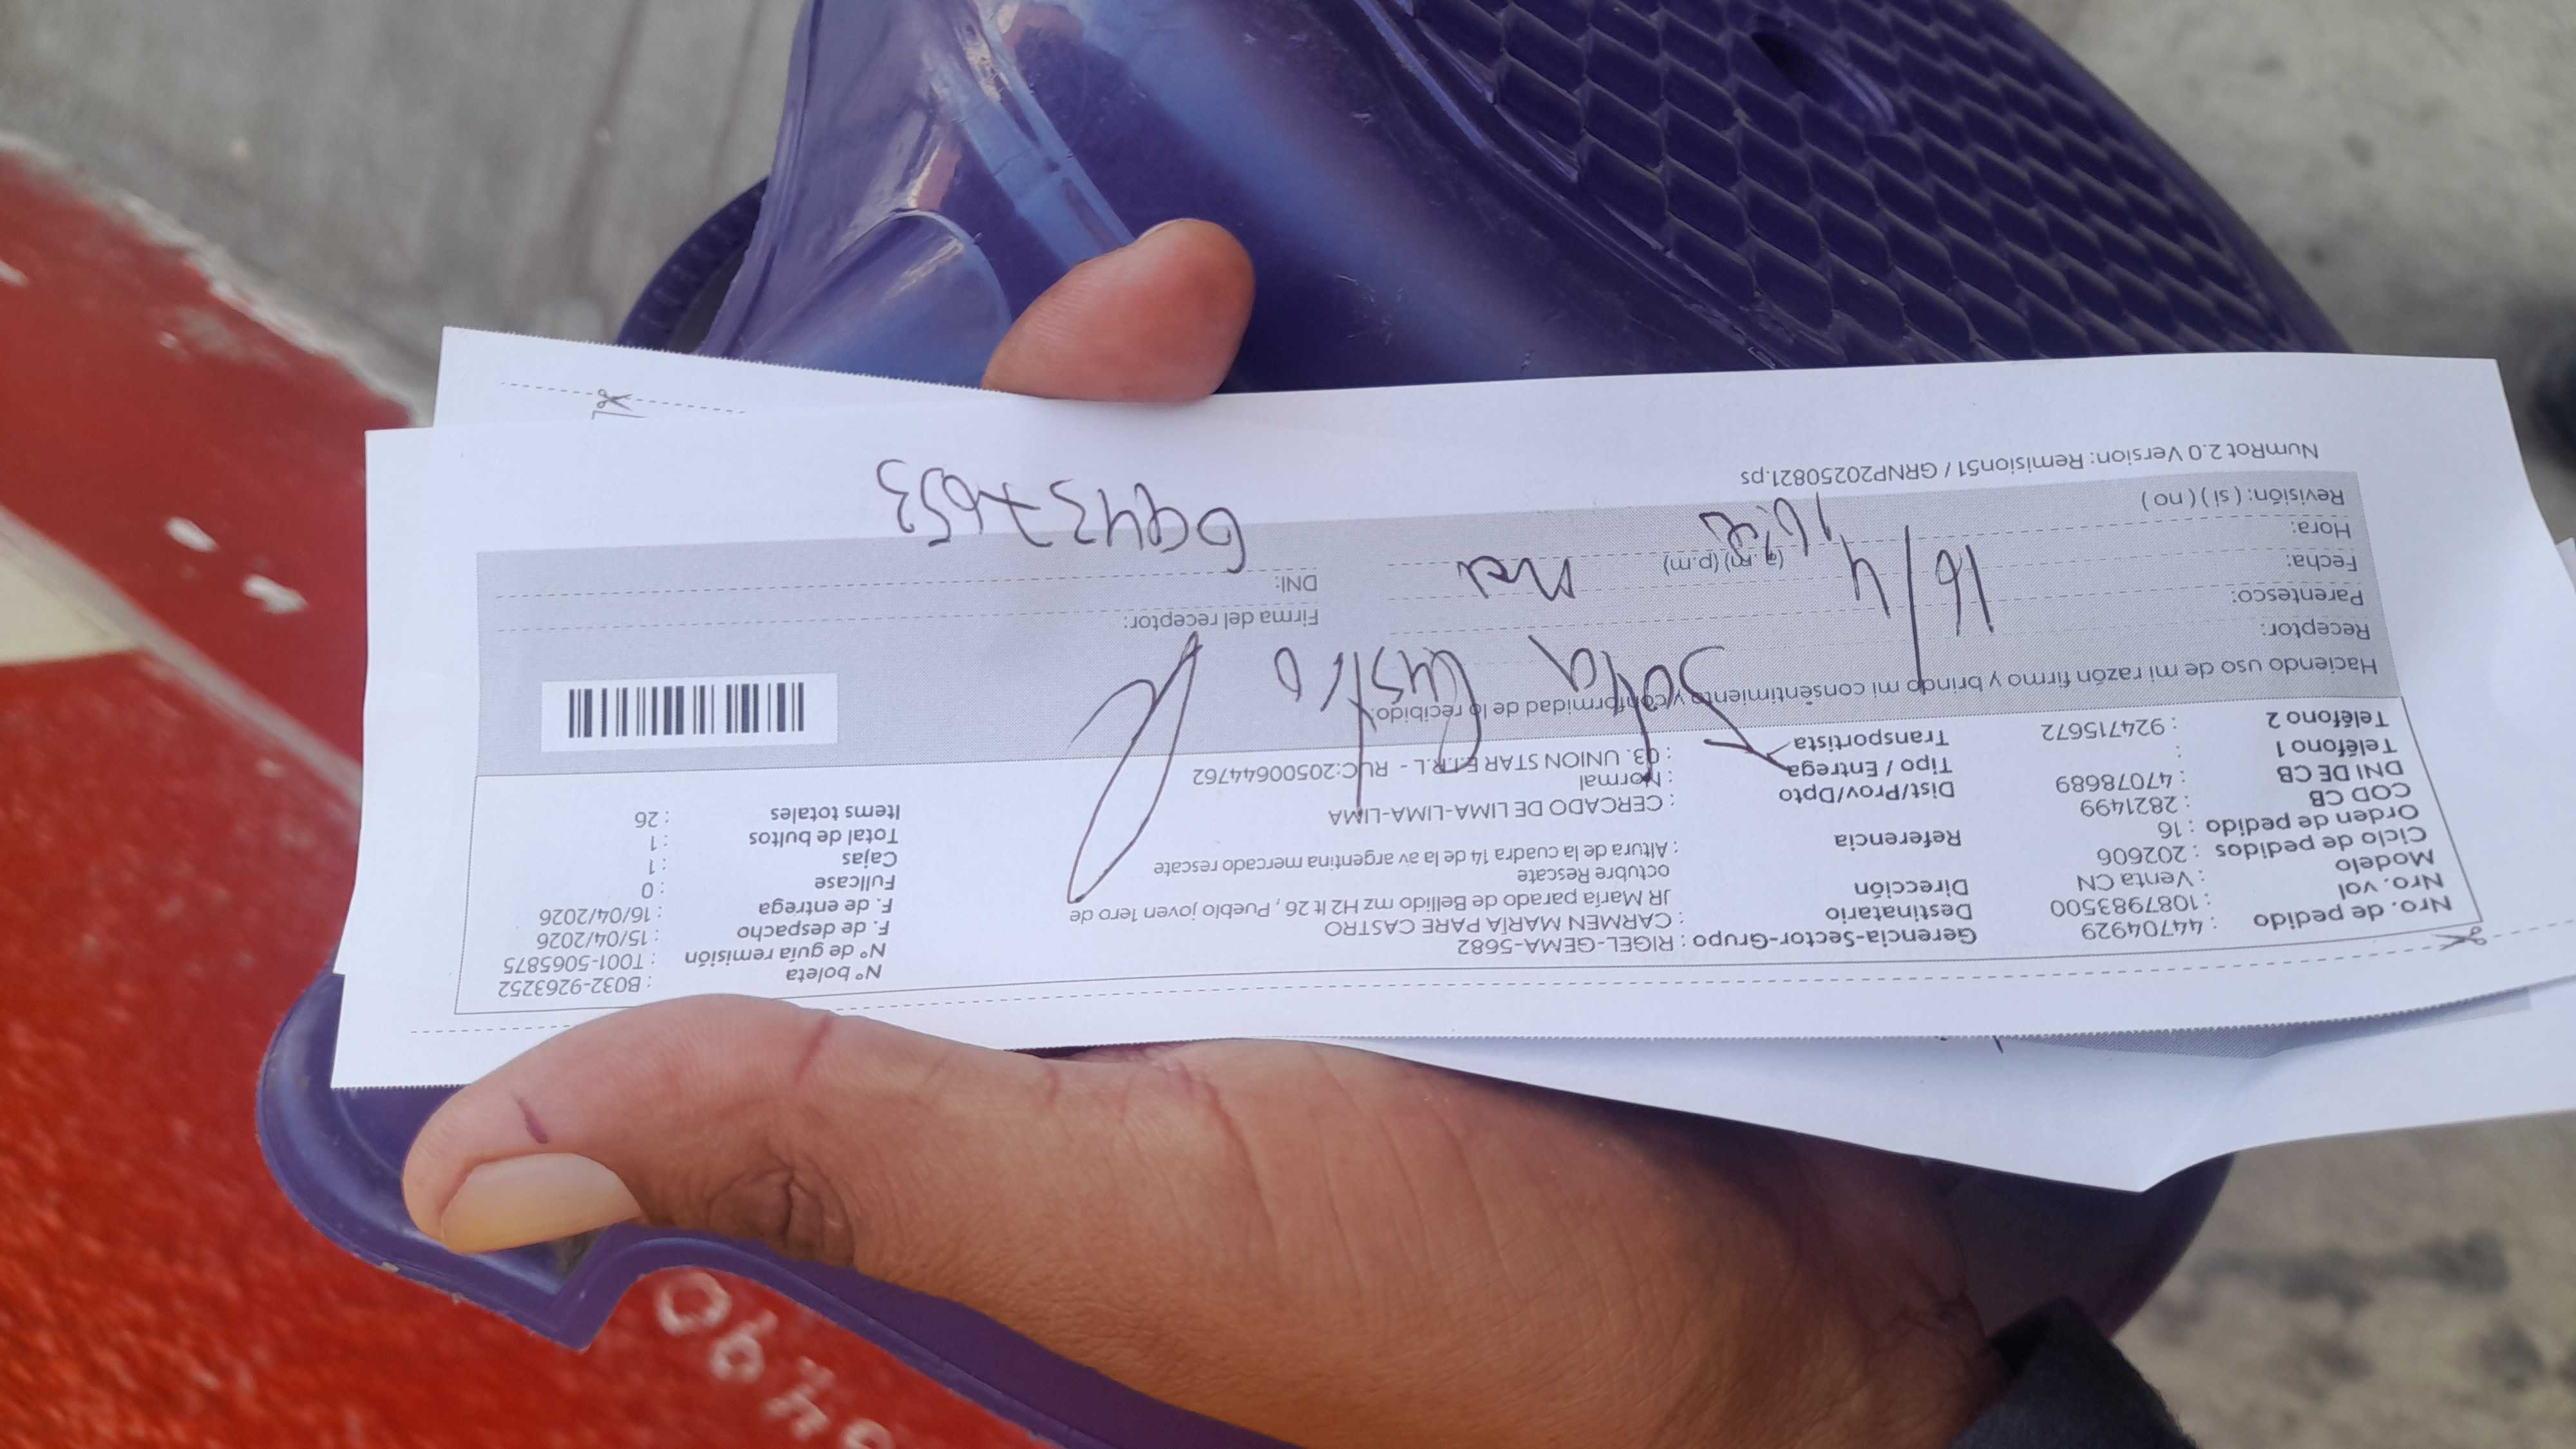 Nro. de pedido : 44704929
Nro. vol : 1087983500
Modelo : Venta CN
Ciclo de pedidos : 202606
Orden de pedido : 16
COD CB : 2821499
DNI DE CB : 47078689
Teléfono 1 :
Teléfono 2 : 924715672
Gerencia-Sector-Grupo : RIGEL-GEMA-5682
Destinatario : CARMEN MARÍA PARE CASTRO
Dirección JR María parado de Bellido mz H2 lt 26 , Pueblo joven 1ero de
octubre Rescate
Referencia : Altura de la cuadra 14 de la av argentina mercado rescate
Dist/Prov/Dpto : CERCADO DE LIMA-LIMA-LIMA
Tipo / Entrega : Normal
Transportista : 03. UNION STAR E.I.R.L - RUC:20500644762
N° boleta : B032-9263252
N° de guía remisión : T001-5065875
F. de despacho : 15/04/2026
F. de entrega : 16/04/2026
Fullcase : 0
Cajas : 1
Total de bultos : 1
Items totales : 26
Haciendo uso de mi razón firmo y brindo mi consentimiento y conformidad de lo recibido.
Receptor: Castro
Parentesco:
Fecha: 16/4
Hora: (a.m) (p.m)
Revisión: ( si ) ( no )
Firma del receptor:
DNI:
NumRot 2.0 Version: Remision51 / GRNP20250821.ps